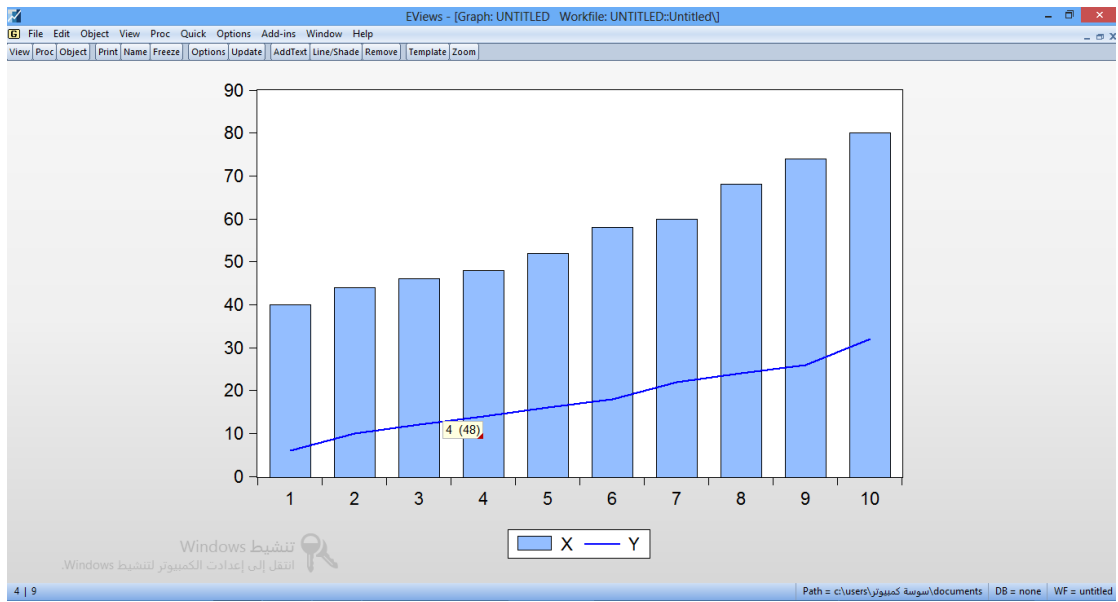 EViews - [Graph: UNTITLED Workfile: UNTITLED::Untitled\]
File Edit Object View Proc Quick Options Add-ins Window Help
View Proc Object Print Name Freeze Options Update AddText Line/Shade Remove Template Zoom
90
80
70
60
50
40
30
20
10
0
4 (48)
1 2 3 4 5 6 7 8 9 10
X Y
تنشيط Windows
انتقل إلى إعدادت الكمبيوتر لتنشيط Windows.
4 | 9 Path = c:\users\سوسة كمبيوتر\documents DB = none WF = untitled